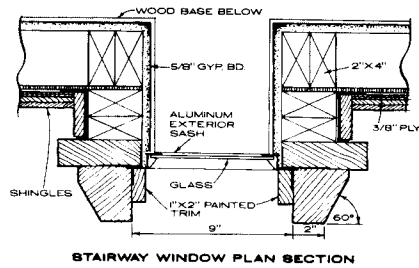 WOOD BASE BELOW
5/8" GYP. BD.
2"X4"
ALUMINUM
EXTERIOR
SASH
3/8" PLY
SHINGLES
GLASS
1"X2" PAINTED
TRIM
9"
2"
60°
STAIRWAY WINDOW PLAN SECTION